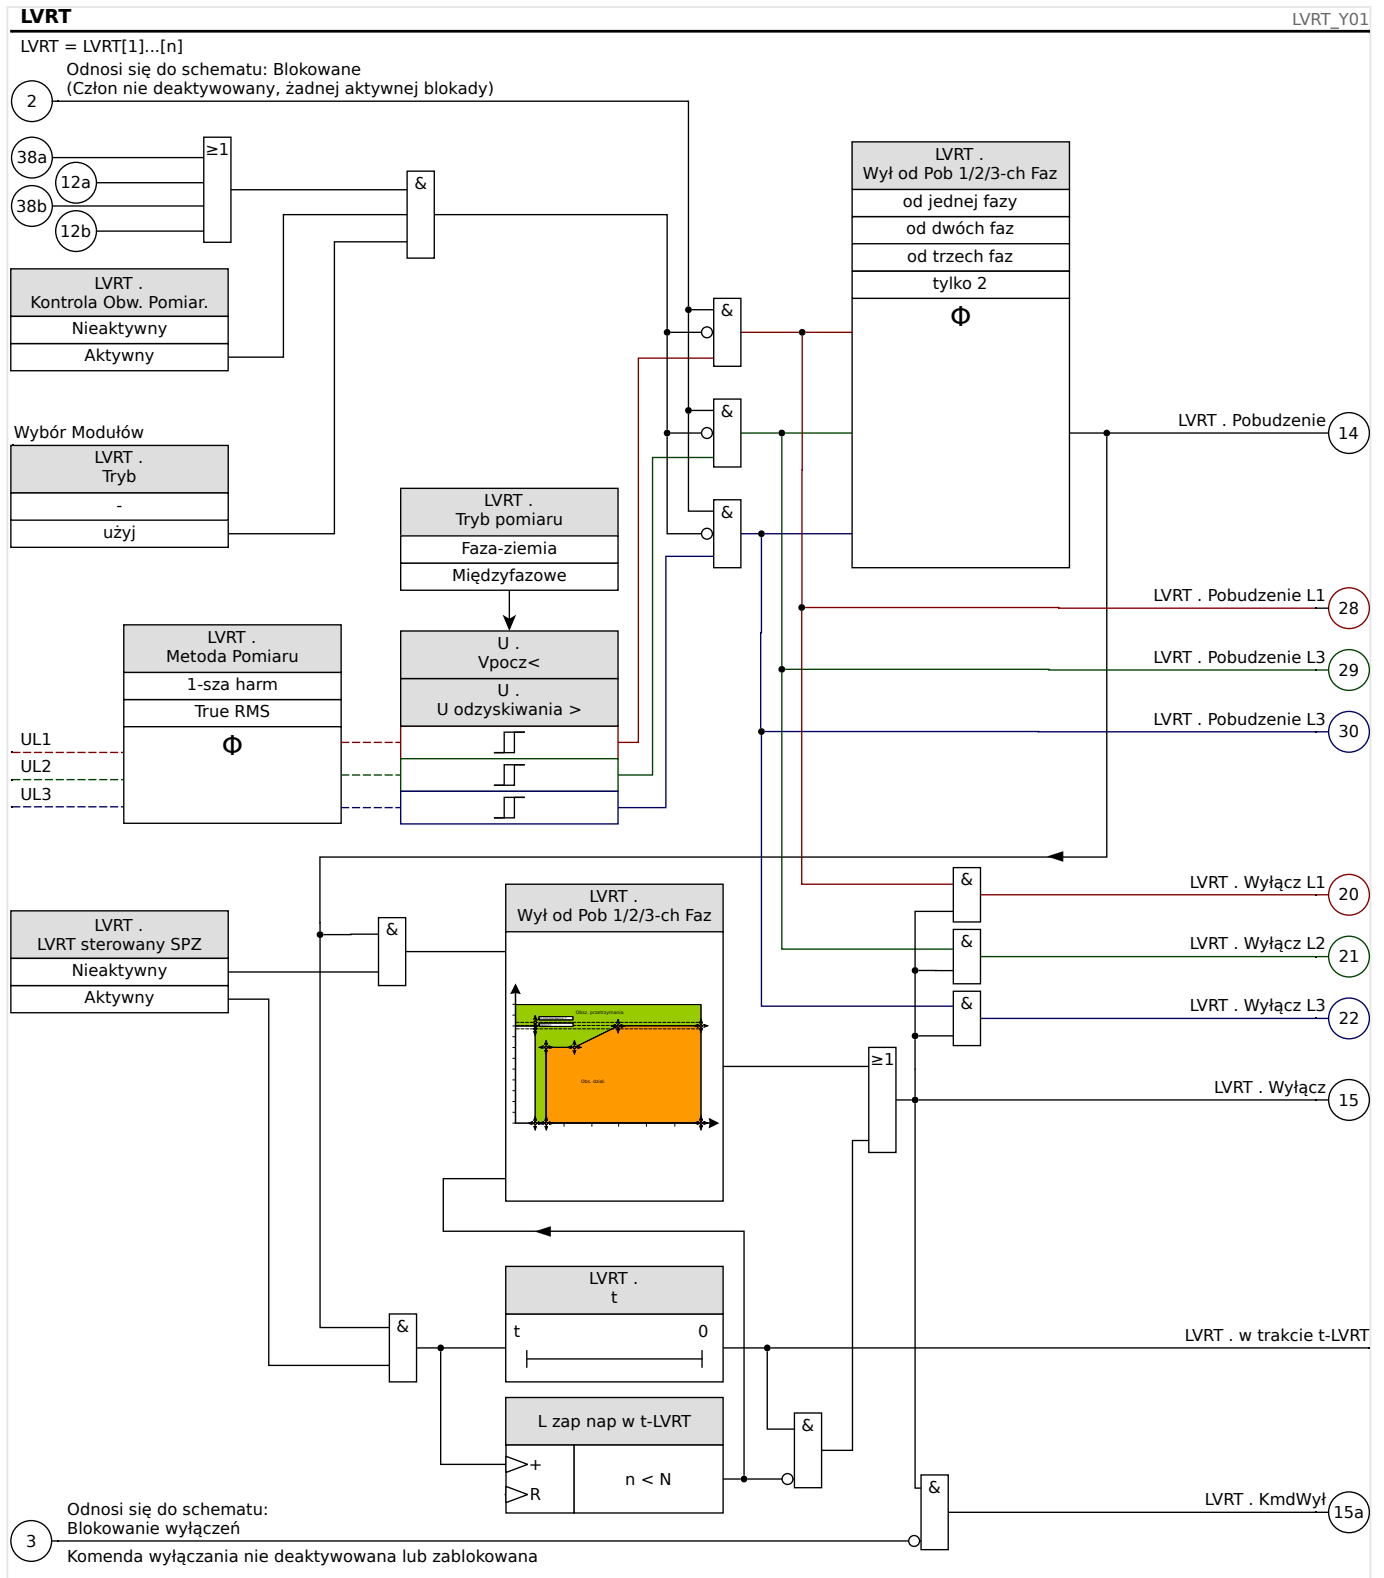 LVRT
LVRT_Y01
LVRT = LVRT[1]...[n]
Odnosi się do schematu: Blokowane
(Człon nie deaktywowany, żadnej aktywnej blokady)
2
38a
12a
38b
12b
≥1
&
LVRT .
Kontrola Obw. Pomiar.
Nieaktywny
Aktywny
Wybór Modułów
LVRT .
Tryb
-
użyj
LVRT .
Wył od Pob 1/2/3-ch Faz
od jednej fazy
od dwóch faz
od trzech faz
tylko 2
Φ
&
&
&
LVRT . Pobudzenie
14
LVRT .
Tryb pomiaru
Faza-ziemia
Międzyfazowe
LVRT . Pobudzenie L1
28
LVRT . Pobudzenie L3
29
LVRT . Pobudzenie L3
30
LVRT .
Metoda Pomiaru
1-sza harm
True RMS
Φ
U .
Vpocz<
U .
U odzyskiwania >
UL1
UL2
UL3
LVRT .
LVRT sterowany SPZ
Nieaktywny
Aktywny
&
LVRT .
Wył od Pob 1/2/3-ch Faz
Obsz. przetrzymania
Obs. dział.
&
LVRT . Wyłącz L1
20
&
LVRT . Wyłącz L2
21
&
LVRT . Wyłącz L3
22
≥1
LVRT . Wyłącz
15
LVRT .
t
t
0
&
LVRT . w trakcie t-LVRT
L zap nap w t-LVRT
+
R
n < N
&
&
LVRT . KmdWył
15a
Odnosi się do schematu:
Blokowanie wyłączeń
3
Komenda wyłączania nie deaktywowana lub zablokowana